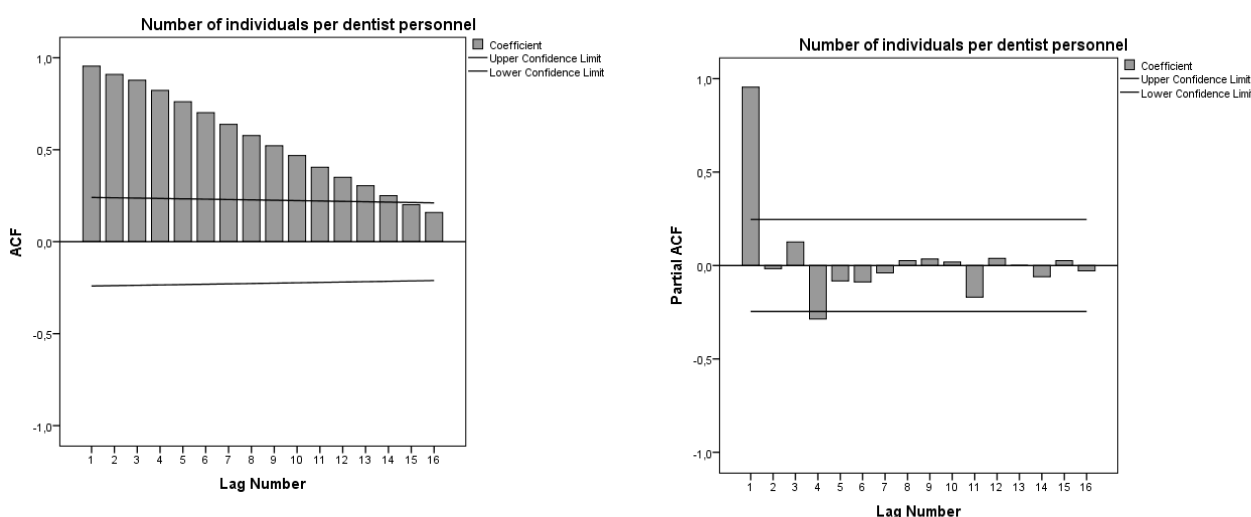 Number of individuals per dentist personnel
Coefficient
Upper Confidence Limit
Lower Confidence Limit
1,0
0,5
0,0
-0,5
-1,0
ACF
1 2 3 4 5 6 7 8 9 10 11 12 13 14 15 16
Lag Number
Number of individuals per dentist personnel
Coefficient
Upper Confidence Limit
Lower Confidence Limi
1,0
0,5
0,0
-0,5
-1,0
Partial ACF
1 2 3 4 5 6 7 8 9 10 11 12 13 14 15 16
Lag Number